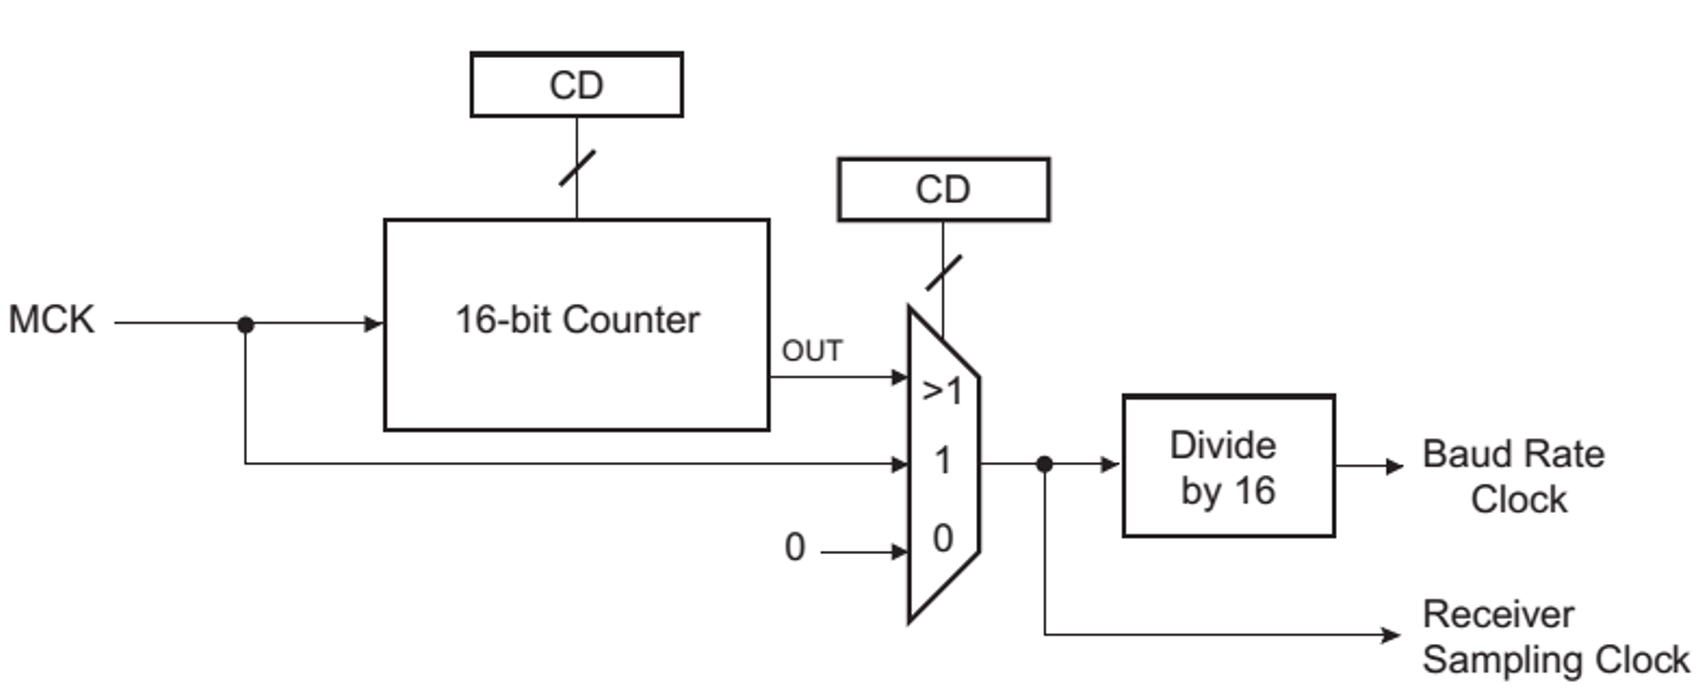 CD
CD
MCK
16-bit Counter
OUT
>1
1
0
0
Divide
by 16
Baud Rate
Clock
Receiver
Sampling Clock